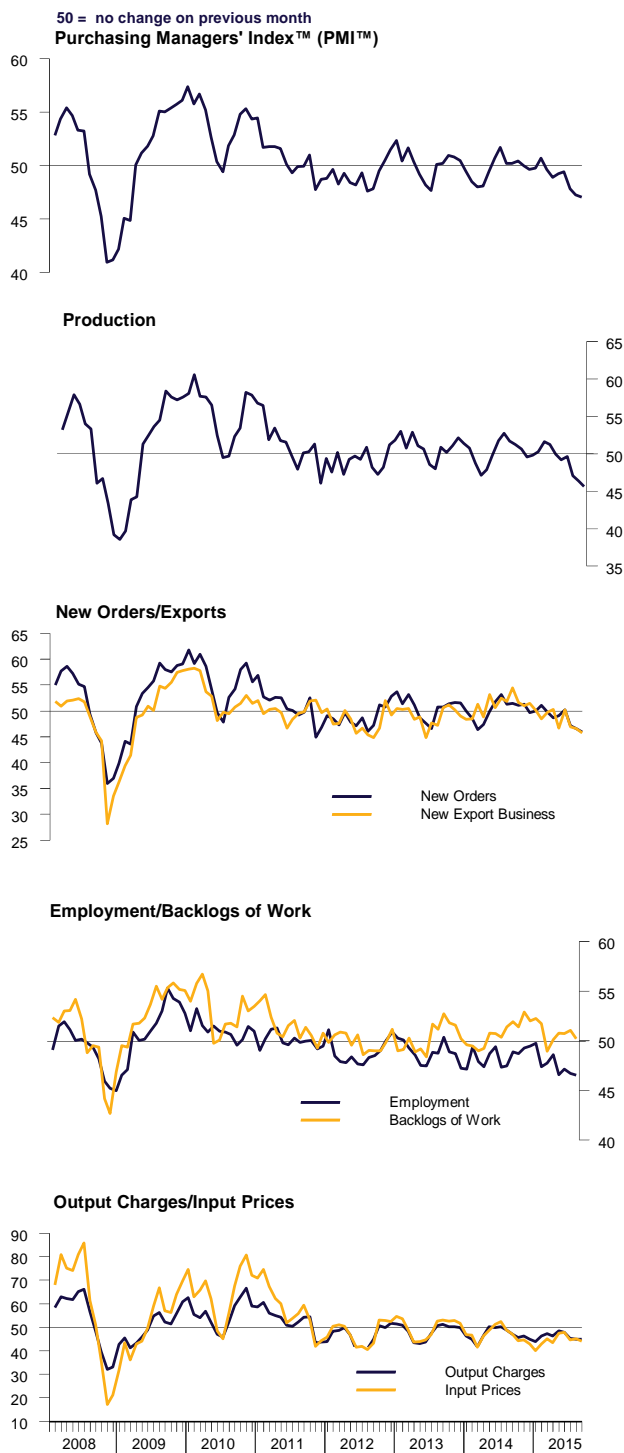 50 = no change on previous month
Purchasing Managers' Index™ (PMI™)
60
55
50
45
40
Production
65
60
55
50
45
40
35
New Orders/Exports
65
60
55
50
45
40
35
30
25
New Orders
New Export Business
Employment/Backlogs of Work
60
55
50
45
40
Employment
Backlogs of Work
Output Charges/Input Prices
90
80
70
60
50
40
30
20
10
Output Charges
Input Prices
2008 2009 2010 2011 2012 2013 2014 2015